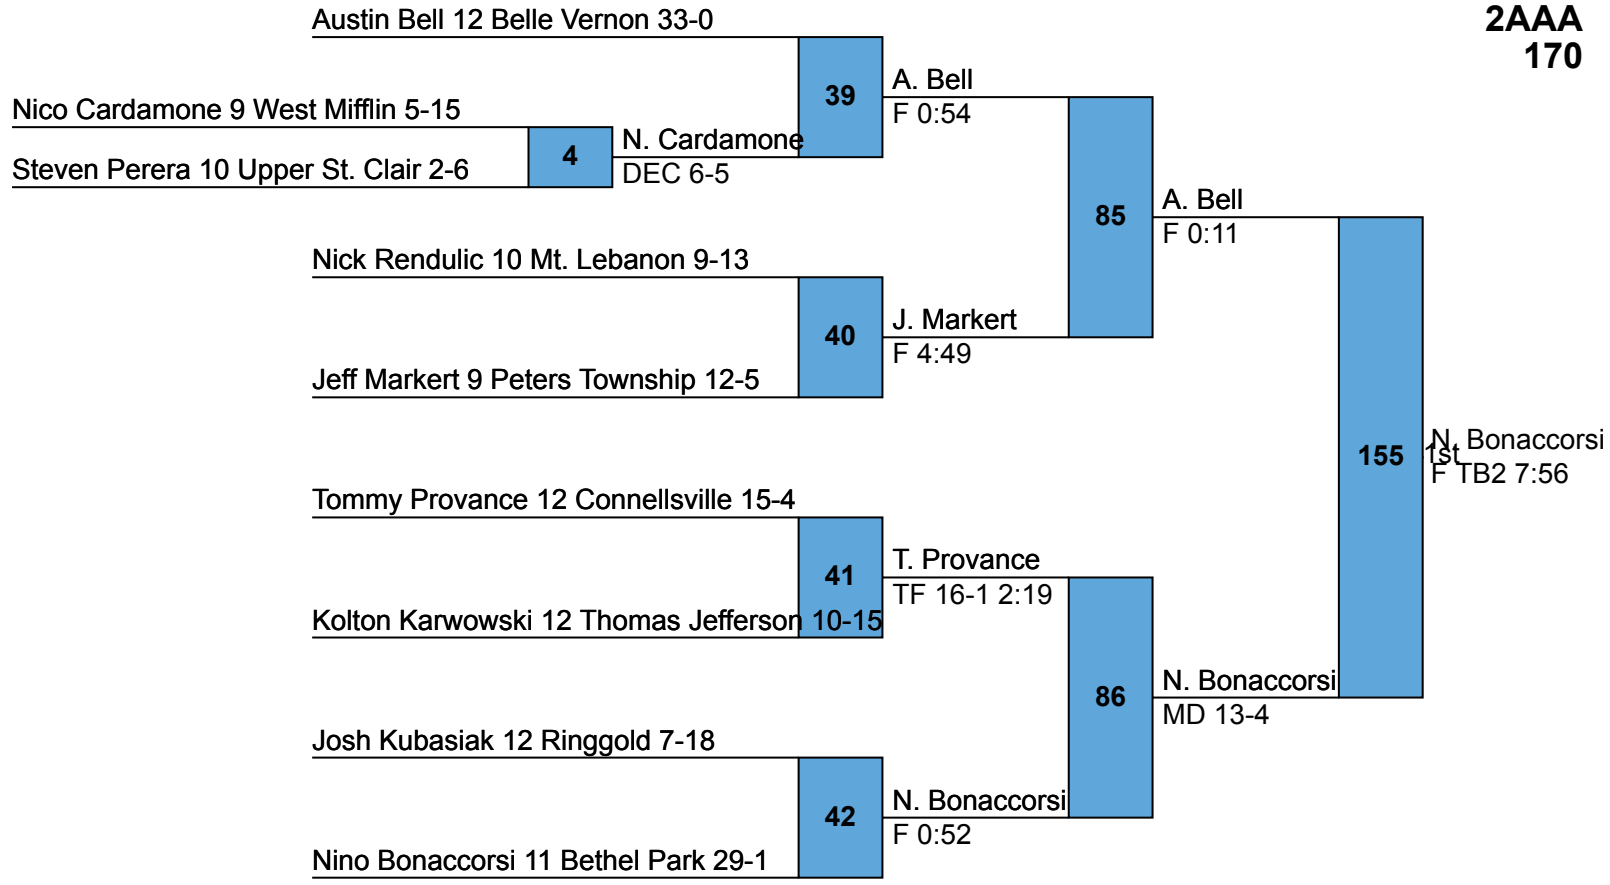 2AAA
170
Austin Bell 12 Belle Vernon 33-0
39
A. Bell
F 0:54
Nico Cardamone 9 West Mifflin 5-15
4
N. Cardamone
DEC 6-5
Steven Perera 10 Upper St. Clair 2-6
85
A. Bell
F 0:11
Nick Rendulic 10 Mt. Lebanon 9-13
40
J. Markert
F 4:49
Jeff Markert 9 Peters Township 12-5
155
N. Bonaccorsi
1st
F TB2 7:56
Tommy Provance 12 Connellsville 15-4
41
T. Provance
TF 16-1 2:19
Kolton Karwowski 12 Thomas Jefferson 10-15
86
N. Bonaccorsi
MD 13-4
Josh Kubasiak 12 Ringgold 7-18
42
N. Bonaccorsi
F 0:52
Nino Bonaccorsi 11 Bethel Park 29-1